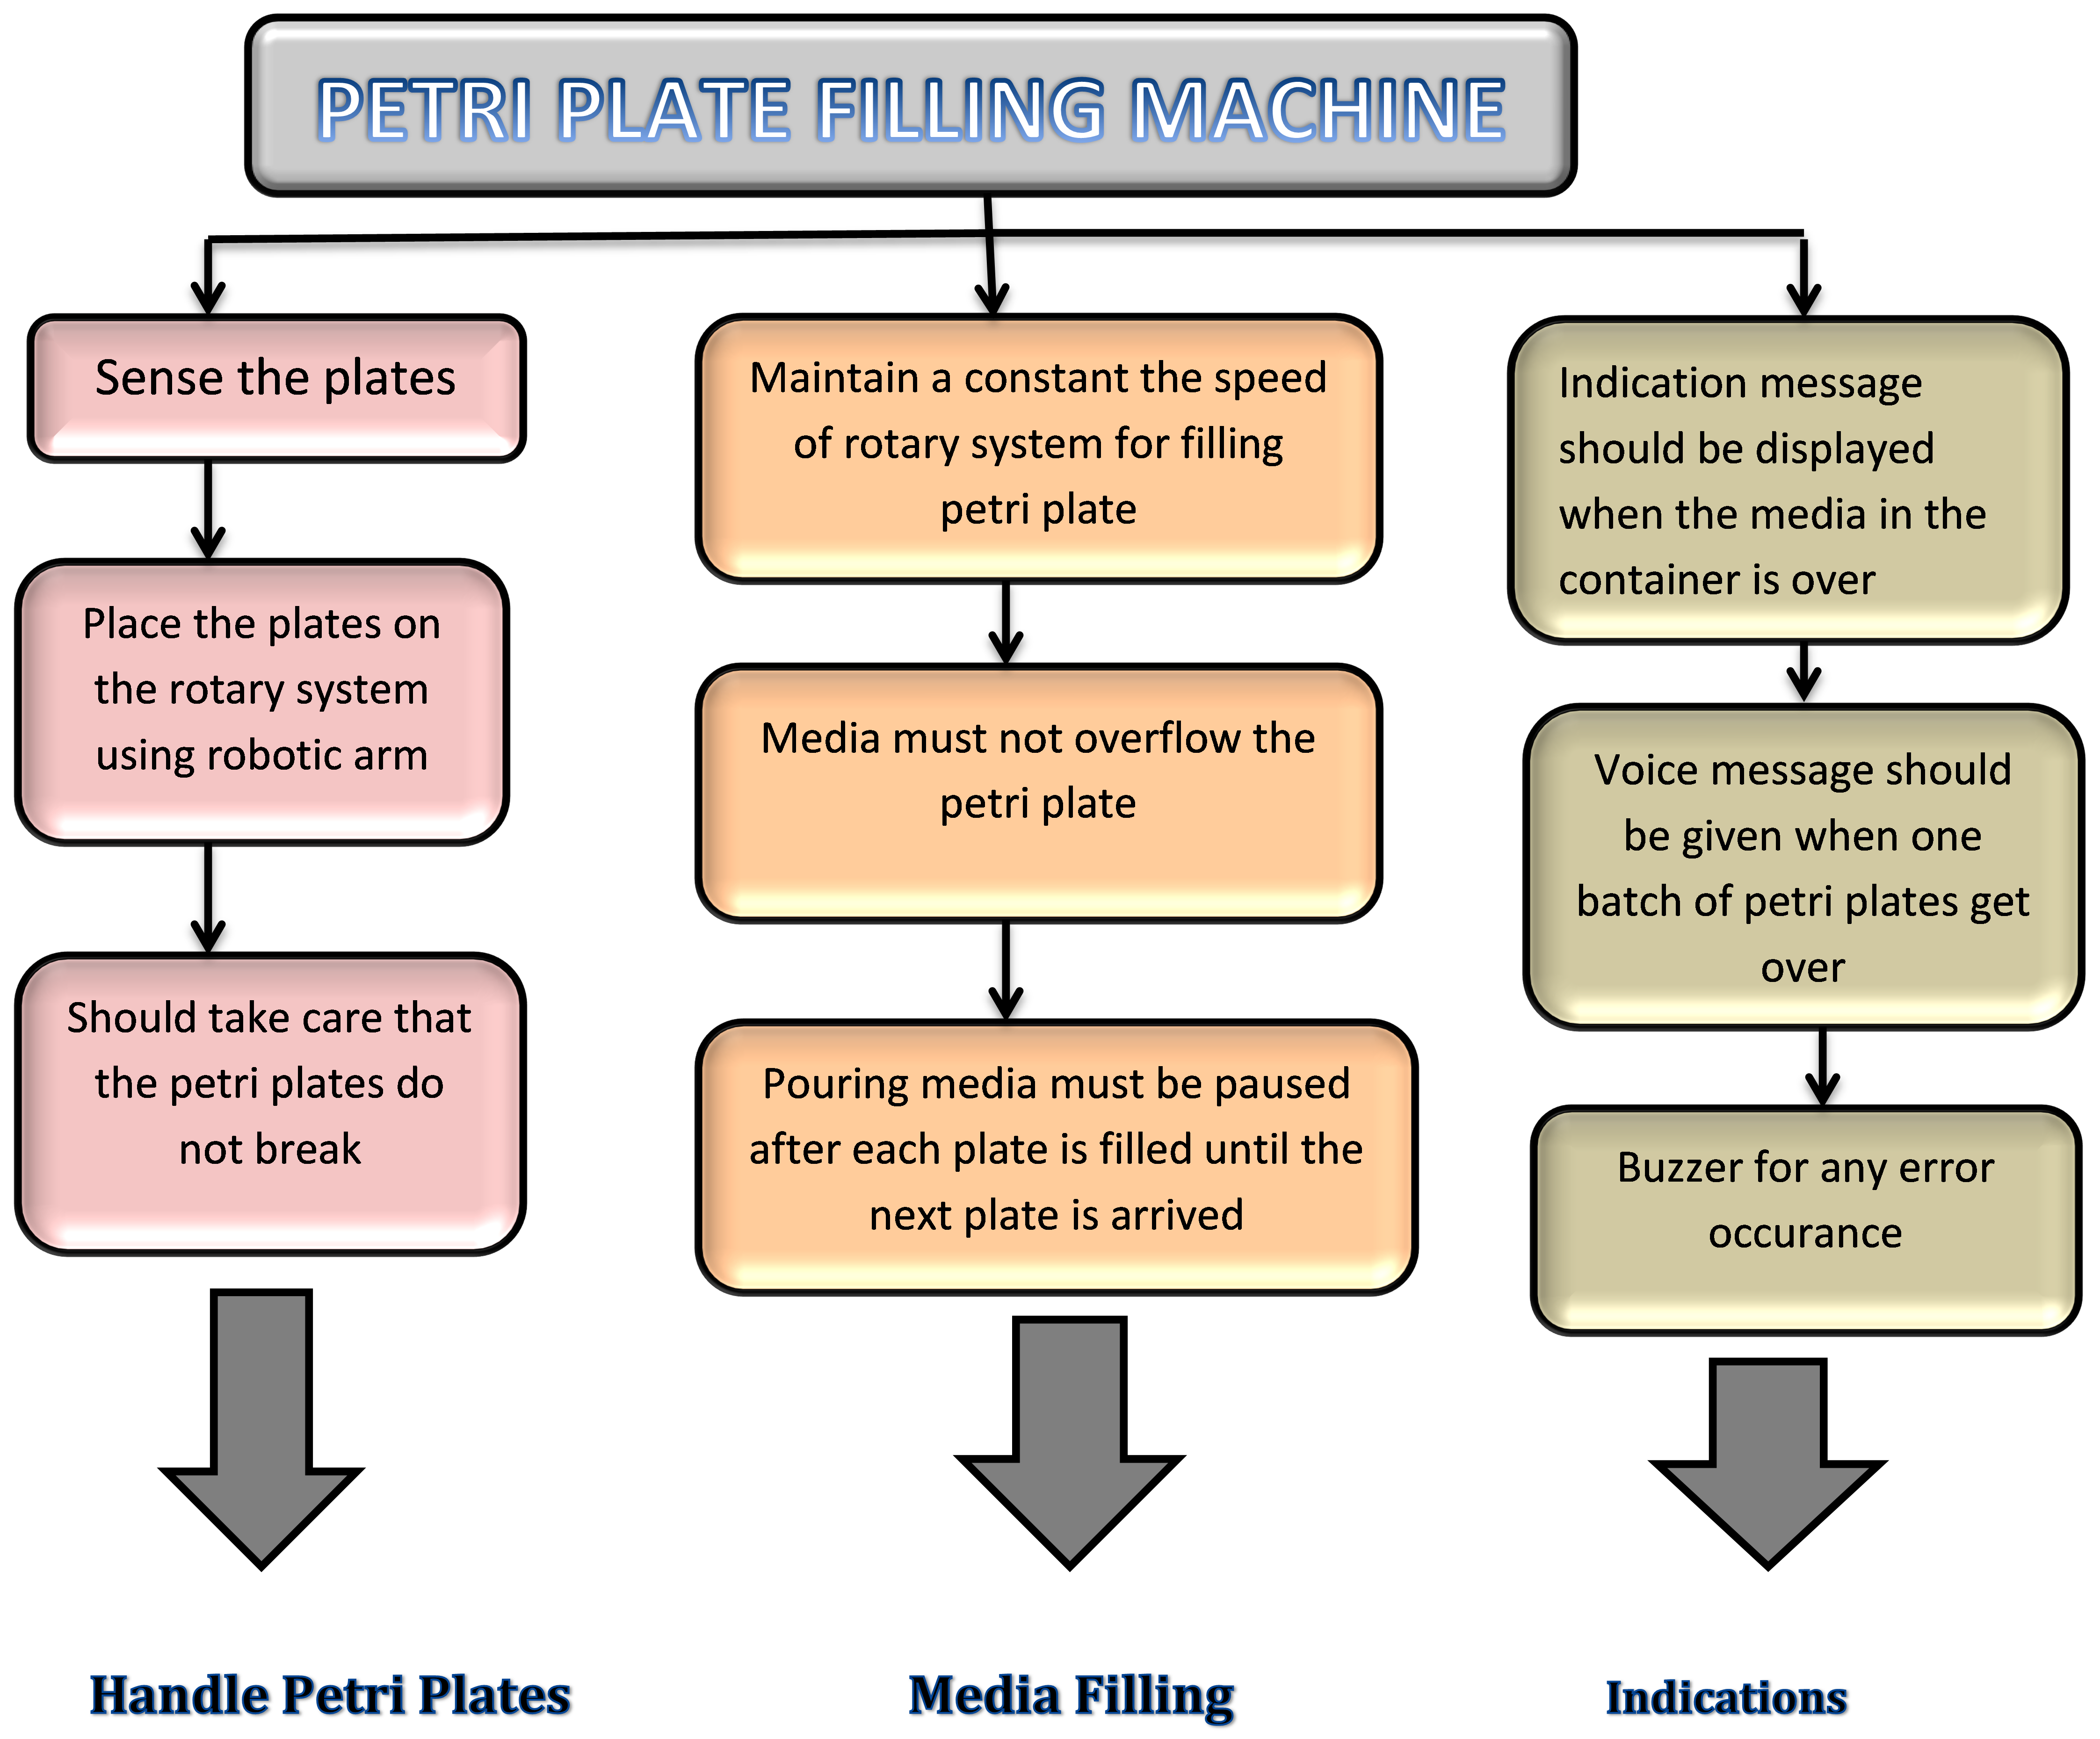 PETRI PLATE FILLING MACHINE
Sense the plates
Place the plates on
the rotary system
using robotic arm
Should take care that
the petri plates do
not break
Handle Petri Plates
Maintain a constant the speed
of rotary system for filling
petri plate
Media must not overflow the
petri plate
Pouring media must be paused
after each plate is filled until the
next plate is arrived
Media Filling
Indication message
should be displayed
when the media in the
container is over
Voice message should
be given when one
batch of petri plates get
over
Buzzer for any error
occurance
Indications